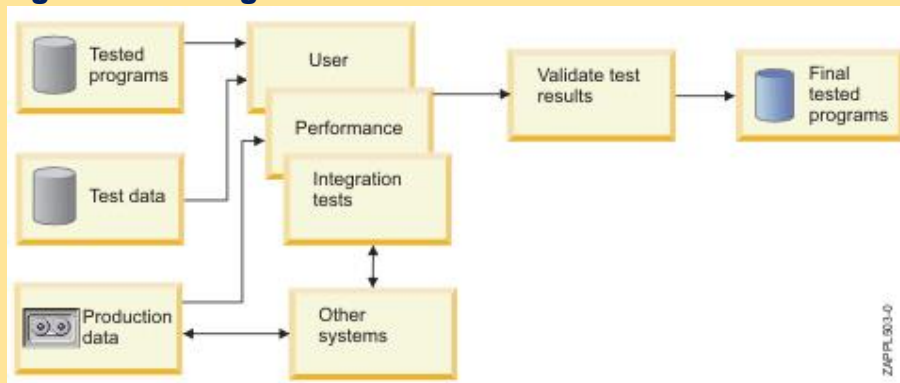 Tested
programs
User
Validate test
results
Final
tested
programs
Performance
Test data
Integration
tests
Production
data
Other
systems
ZAPPL503-0